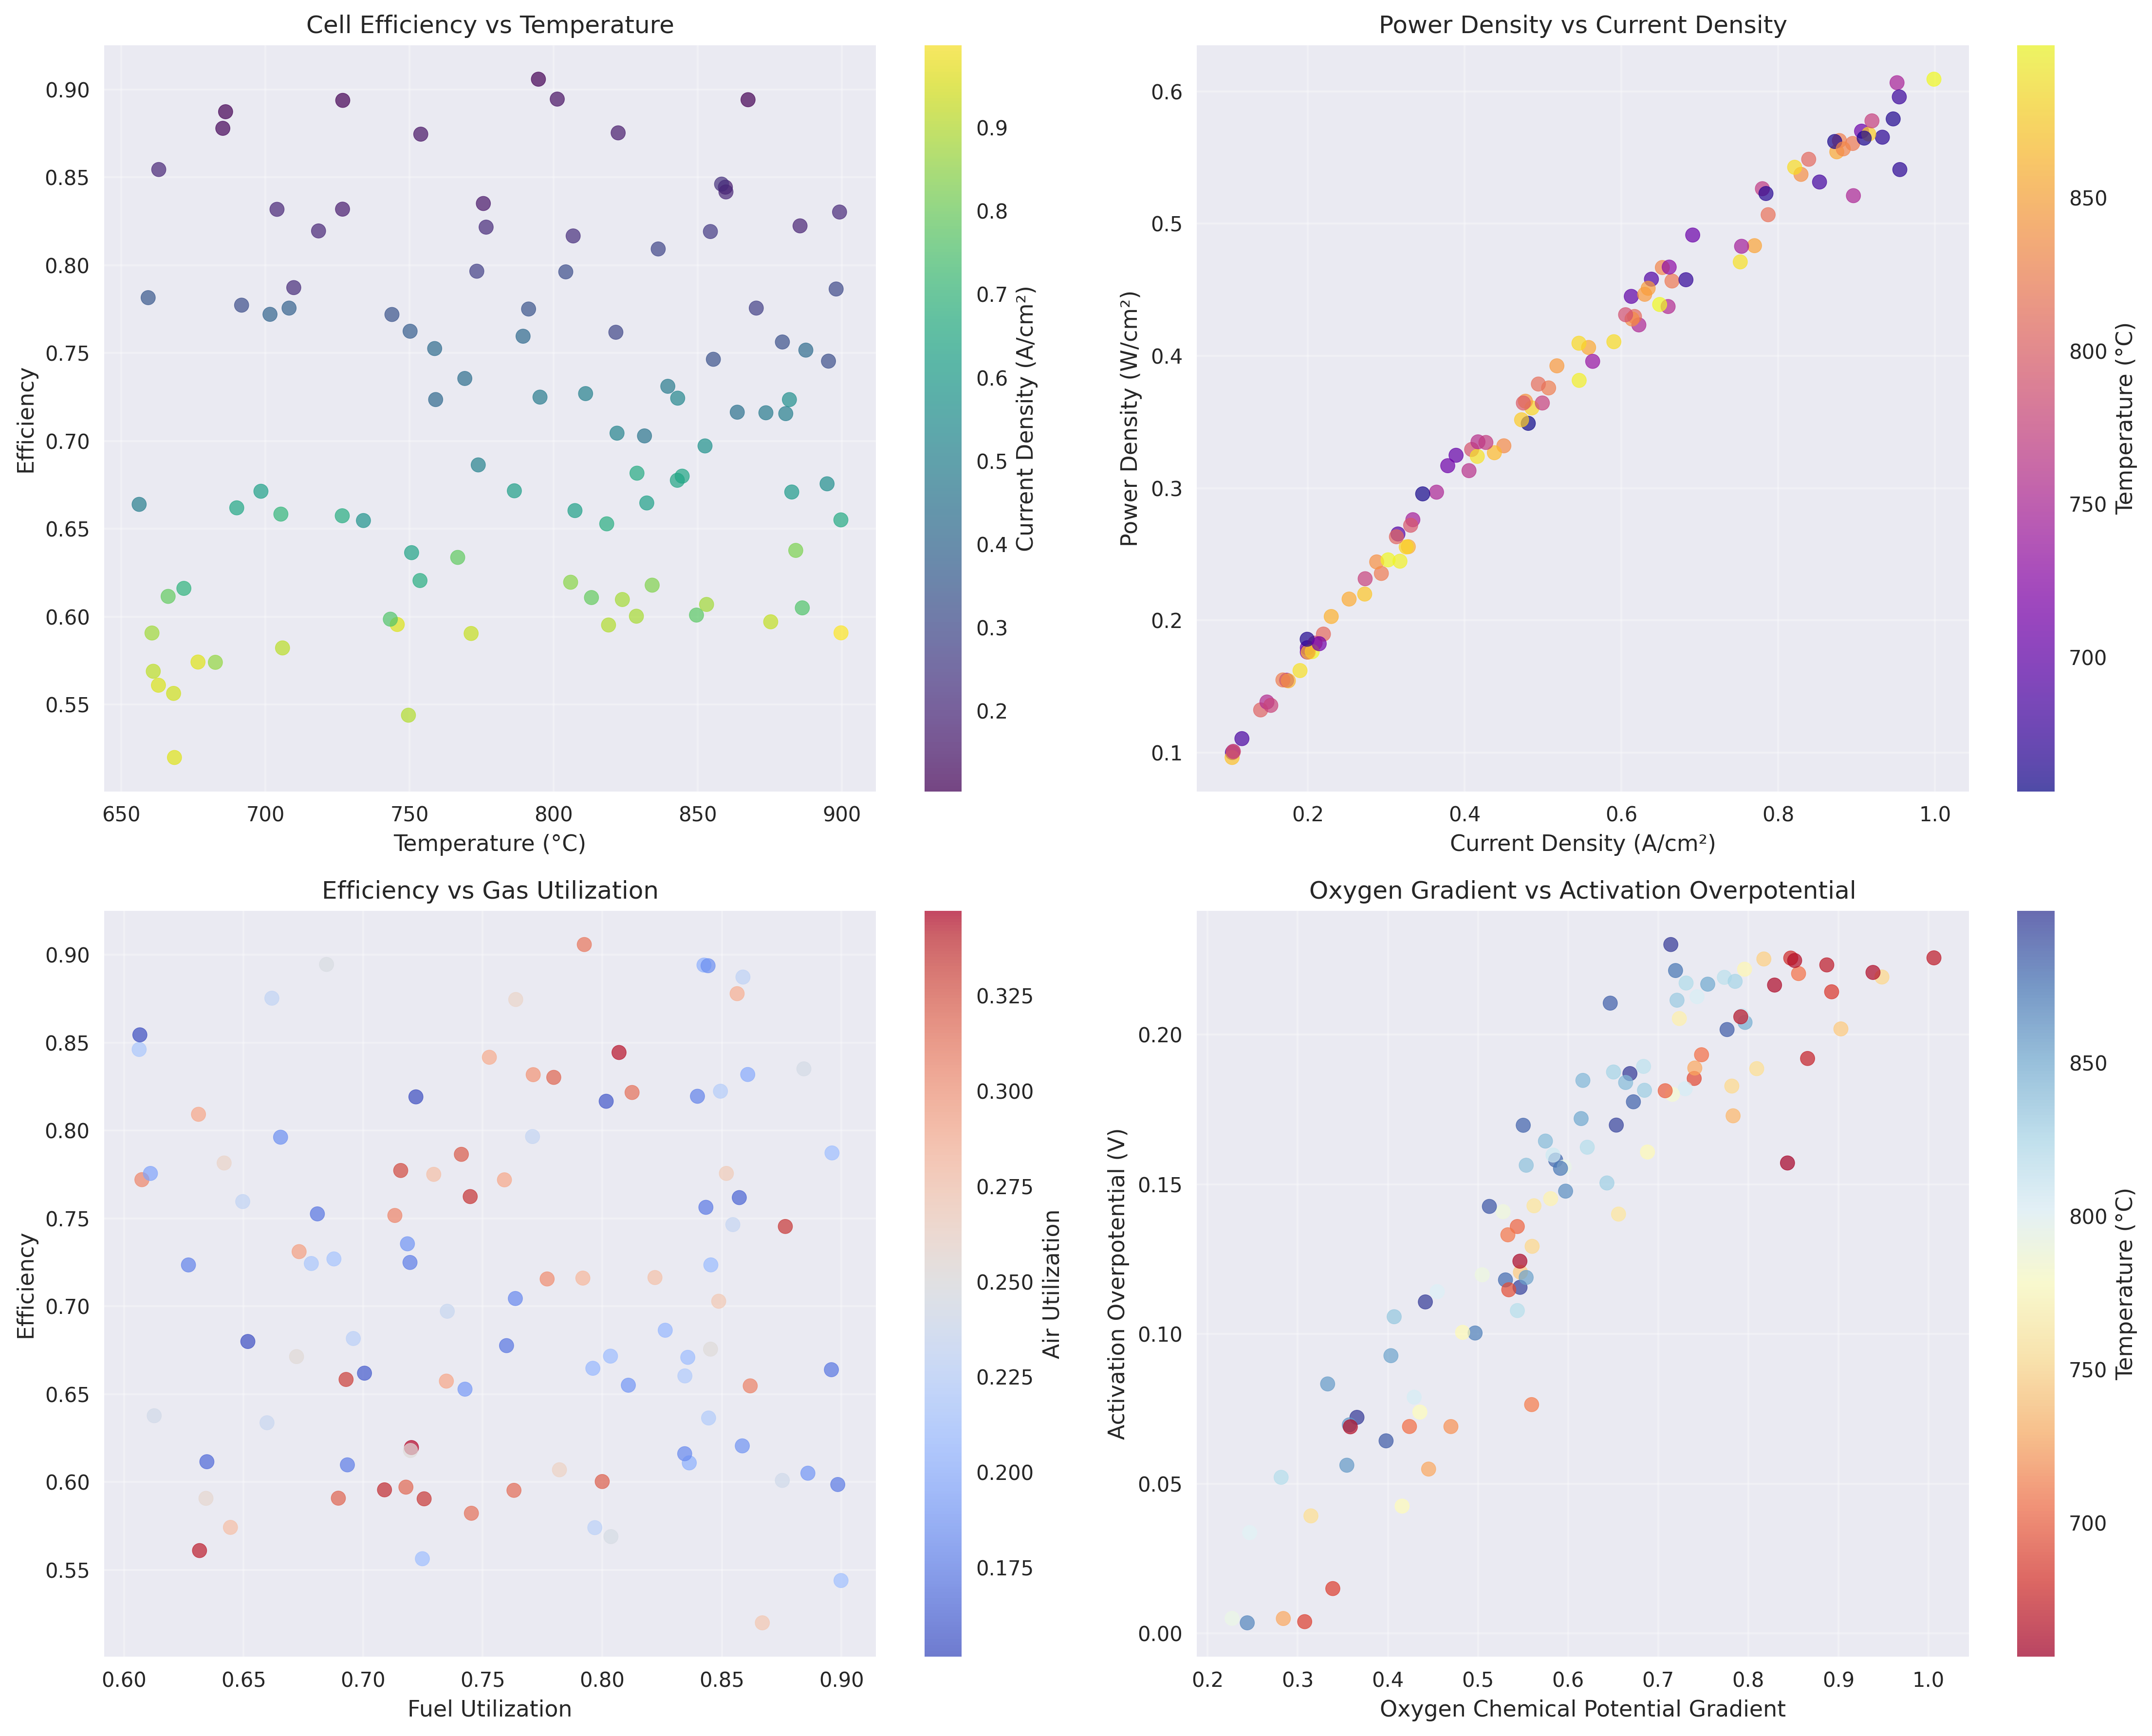 Cell Efficiency vs Temperature
Efficiency
0.90
0.85
0.80
0.75
0.70
0.65
0.60
0.55
650 700 750 800 850 900
Temperature (°C)
0.9
0.8
0.7
0.6
0.5
0.4
0.3
0.2
Current Density (A/cm²)
Power Density vs Current Density
Power Density (W/cm²)
0.6
0.5
0.4
0.3
0.2
0.1
0.2 0.4 0.6 0.8 1.0
Current Density (A/cm²)
850
800
750
700
Temperature (°C)
Efficiency vs Gas Utilization
Efficiency
0.90
0.85
0.80
0.75
0.70
0.65
0.60
0.55
0.60 0.65 0.70 0.75 0.80 0.85 0.90
Fuel Utilization
0.325
0.300
0.275
0.250
0.225
0.200
0.175
Air Utilization
Oxygen Gradient vs Activation Overpotential
Activation Overpotential (V)
0.20
0.15
0.10
0.05
0.00
0.2 0.3 0.4 0.5 0.6 0.7 0.8 0.9 1.0
Oxygen Chemical Potential Gradient
850
800
750
700
Temperature (°C)